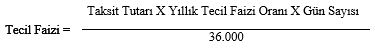 Taksit Tutarı X Yıllık Tecil Faizi Oranı X Gün Sayısı
Tecil Faizi =
36.000